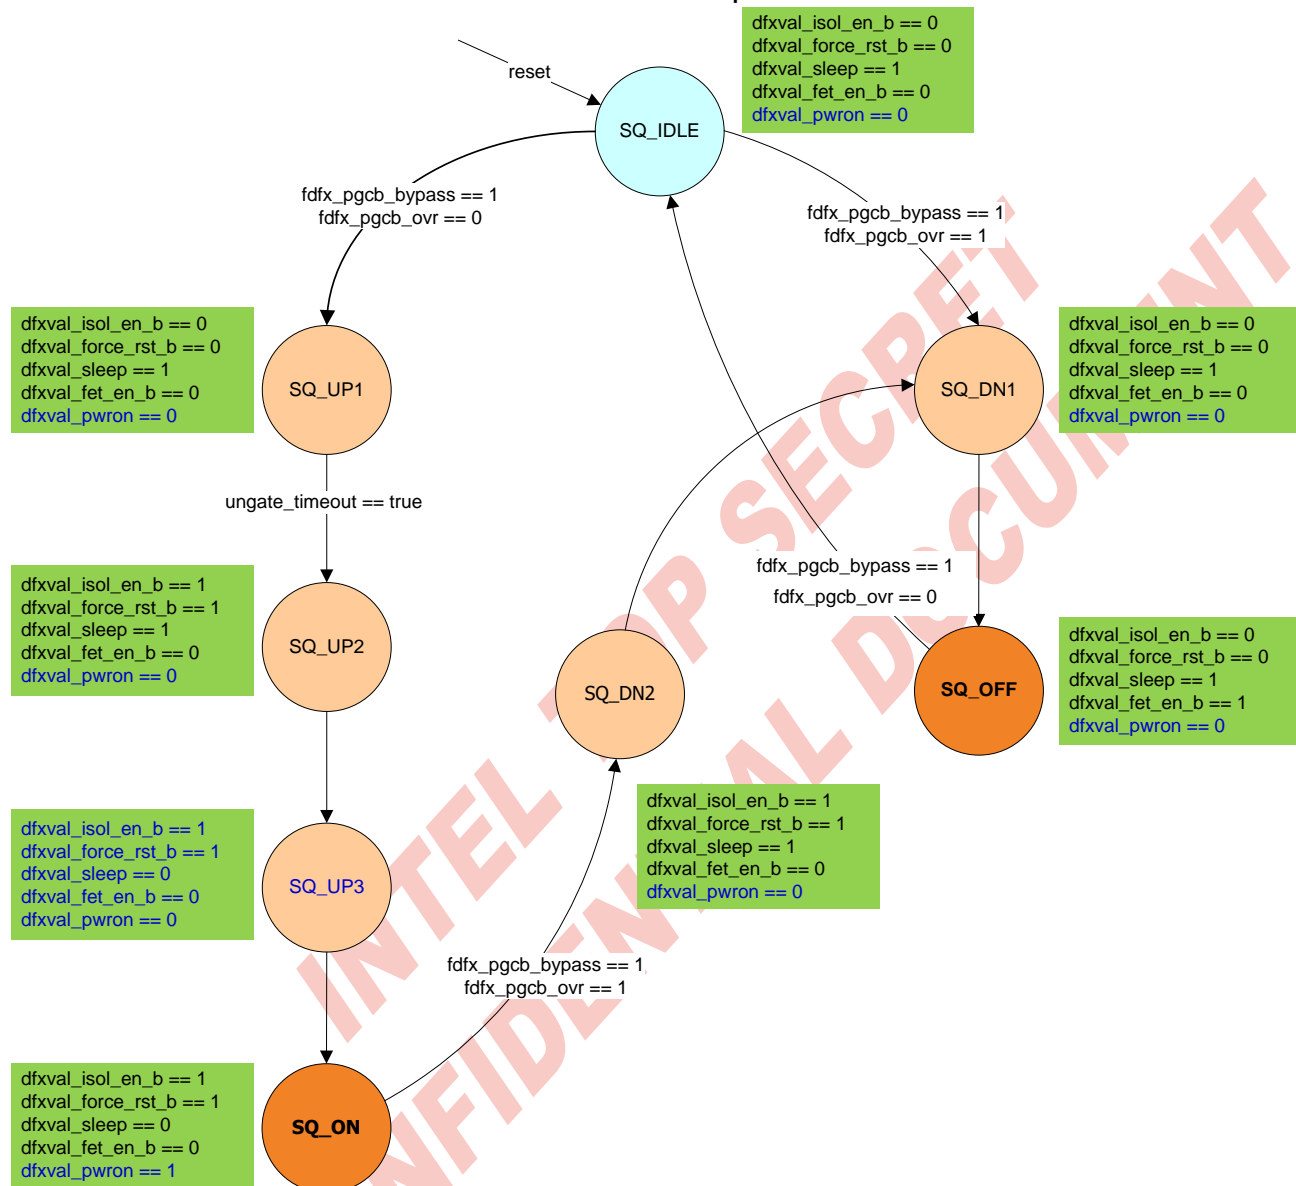 dfxval_isol_en_b == 0
dfxval_force_rst_b == 0
dfxval_sleep == 1
dfxval_fet_en_b == 0
dfxval_pwron == 0
reset
SQ_IDLE
fdfx_pgcb_bypass == 1
fdfx_pgcb_ovr == 0
fdfx_pgcb_bypass == 1
fdfx_pgcb_ovr == 1
dfxval_isol_en_b == 0
dfxval_force_rst_b == 0
dfxval_sleep == 1
dfxval_fet_en_b == 0
dfxval_pwron == 0
SQ_UP1
SQ_DN1
dfxval_isol_en_b == 0
dfxval_force_rst_b == 0
dfxval_sleep == 1
dfxval_fet_en_b == 0
dfxval_pwron == 0
ungate_timeout == true
fdfx_pgcb_bypass == 1
fdfx_pgcb_ovr == 0
dfxval_isol_en_b == 1
dfxval_force_rst_b == 1
dfxval_sleep == 1
dfxval_fet_en_b == 0
dfxval_pwron == 0
SQ_UP2
SQ_DN2
SQ_OFF
dfxval_isol_en_b == 0
dfxval_force_rst_b == 0
dfxval_sleep == 1
dfxval_fet_en_b == 1
dfxval_pwron == 0
dfxval_isol_en_b == 1
dfxval_force_rst_b == 1
dfxval_sleep == 1
dfxval_fet_en_b == 0
dfxval_pwron == 0
dfxval_isol_en_b == 1
dfxval_force_rst_b == 1
dfxval_sleep == 0
dfxval_fet_en_b == 0
dfxval_pwron == 0
SQ_UP3
fdfx_pgcb_bypass == 1
fdfx_pgcb_ovr == 1
dfxval_isol_en_b == 1
dfxval_force_rst_b == 1
dfxval_sleep == 0
dfxval_fet_en_b == 0
dfxval_pwron == 1
SQ_ON
INTEL TOP SECRET
DOCUMENT